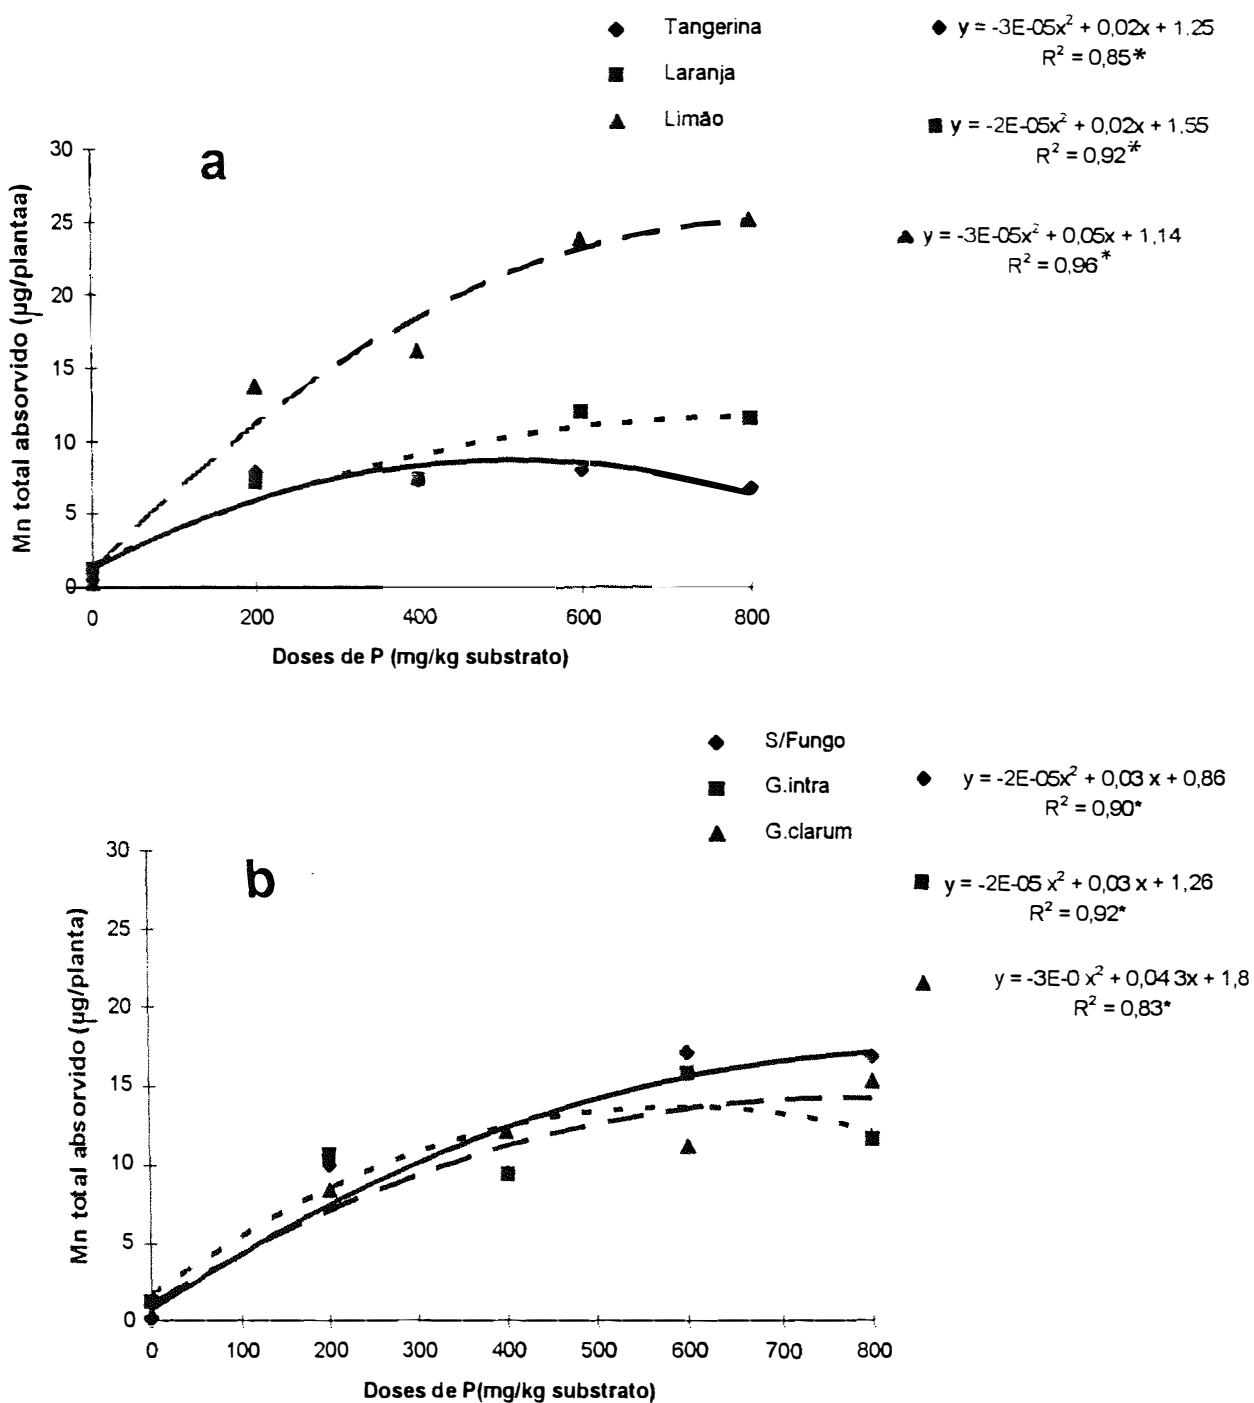 Tangerina
Laranja
Limão
y = -3E-05x² + 0,02x + 1.25
R² = 0,85*
y = -2E-05x² + 0,02x + 1.55
R² = 0,92*
y = -3E-05x² + 0,05x + 1,14
R² = 0,96*
a
Mn total absorvido (µg/plantaa)
30
25
20
15
10
5
0
0 200 400 600 800
Doses de P (mg/kg substrato)
S/Fungo
G.intra
G.clarum
y = -2E-05x² + 0,03 x + 0,86
R² = 0,90*
y = -2E-05 x² + 0,03 x + 1,26
R² = 0,92*
y = -3E-0 x² + 0,043x + 1,8
R² = 0,83*
b
Mn total absorvido (µg/planta)
30
25
20
15
10
5
0
0 100 200 300 400 500 600 700 800
Doses de P(mg/kg substrato)